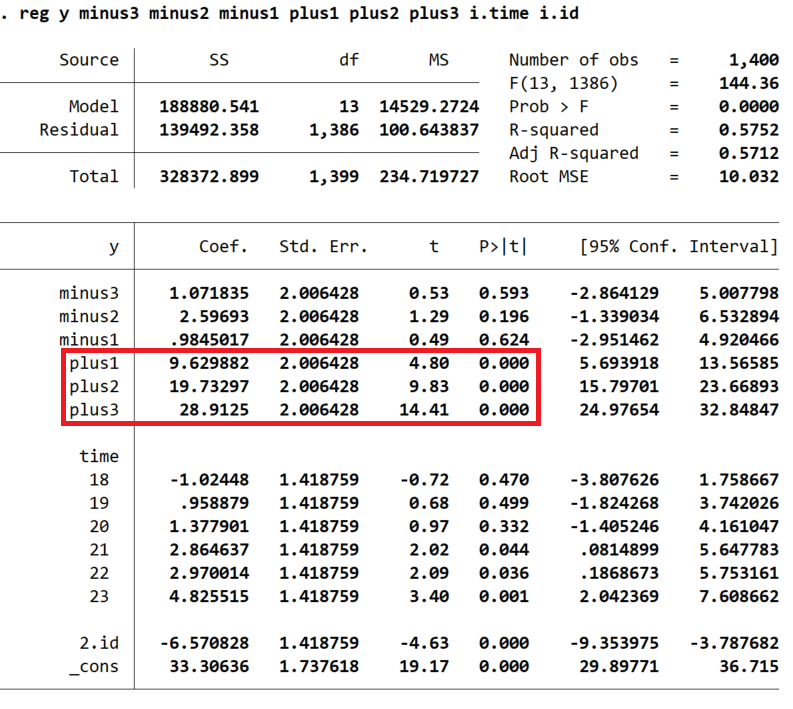 . reg y minus3 minus2 minus1 plus1 plus2 plus3 i.time i.id
Source SS df MS Number of obs = 1,400
F(13, 1386) = 144.36
Model 188880.541 13 14529.2724 Prob > F = 0.0000
Residual 139492.358 1,386 100.643837 R-squared = 0.5752
Adj R-squared = 0.5712
Total 328372.899 1,399 234.719727 Root MSE = 10.032
y Coef. Std. Err. t P>|t| [95% Conf. Interval]
minus3 1.071835 2.006428 0.53 0.593 -2.864129 5.007798
minus2 2.59693 2.006428 1.29 0.196 -1.339034 6.532894
minus1 .9845017 2.006428 0.49 0.624 -2.951462 4.920466
plus1 9.629882 2.006428 4.80 0.000 5.693918 13.56585
plus2 19.73297 2.006428 9.83 0.000 15.79701 23.66893
plus3 28.9125 2.006428 14.41 0.000 24.97654 32.84847
time
18 -1.02448 1.418759 -0.72 0.470 -3.807626 1.758667
19 .958879 1.418759 0.68 0.499 -1.824268 3.742026
20 1.377901 1.418759 0.97 0.332 -1.405246 4.161047
21 2.864637 1.418759 2.02 0.044 .0814899 5.647783
22 2.970014 1.418759 2.09 0.036 .1868673 5.753161
23 4.825515 1.418759 3.40 0.001 2.042369 7.608662
2.id -6.570828 1.418759 -4.63 0.000 -9.353975 -3.787682
_cons 33.30636 1.737618 19.17 0.000 29.89771 36.715